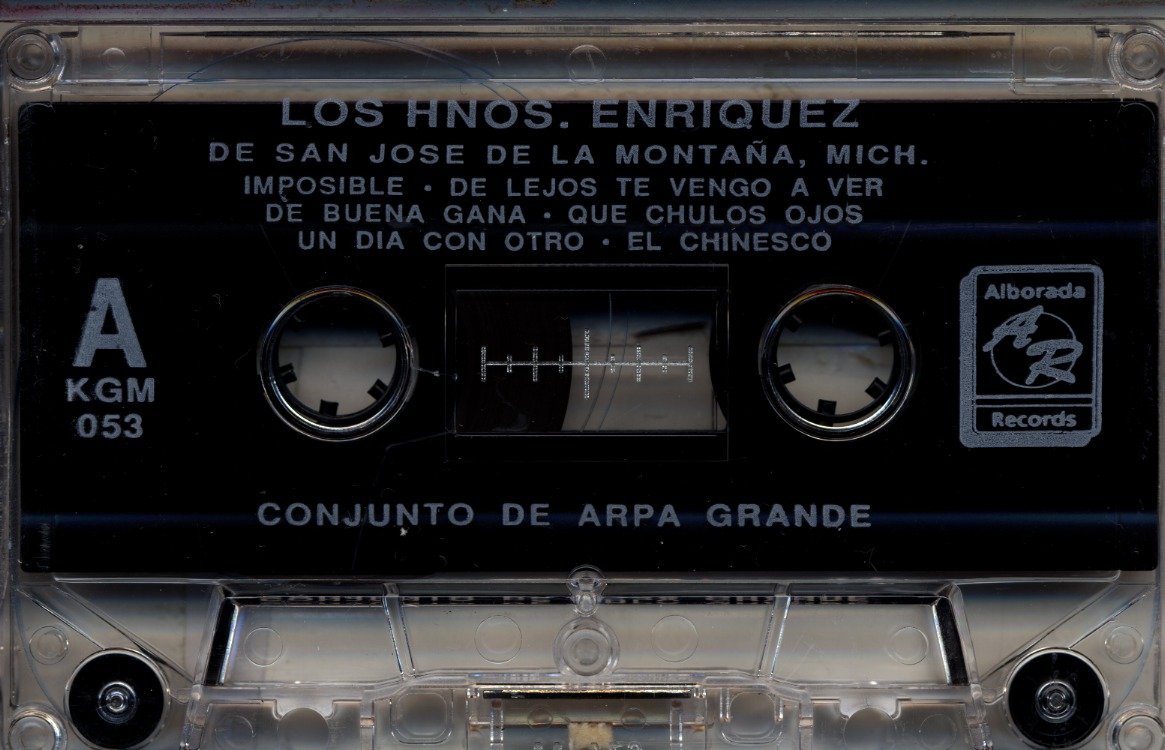 LOS HNOS. ENRIQUEZ
DE SAN JOSE DE LA MONTAÑA, MICH.
IMPOSIBLE • DE LEJOS TE VENGO A VER
DE BUENA GANA • QUE CHULOS OJOS
UN DIA CON OTRO • EL CHINESCO
A
KGM
053
Alborada
AR
Records
CONJUNTO DE ARPA GRANDE